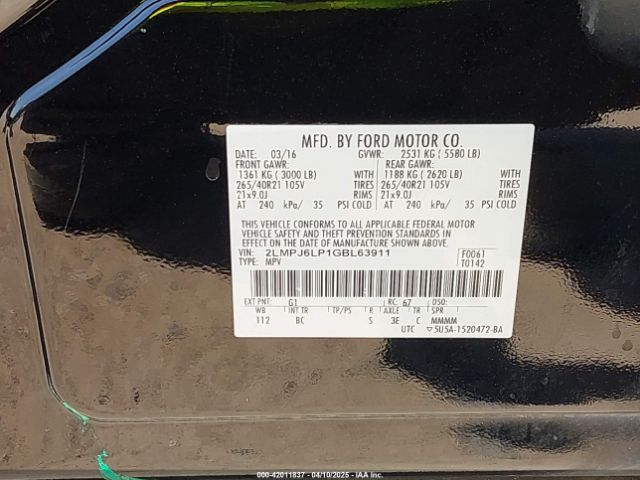 MFD. BY FORD MOTOR CO.
DATE: 03/16 GVWR: 2531 KG ( 5580 LB)
FRONT GAWR: REAR GAWR:
1361 KG ( 3000 LB) WITH 1188 KG ( 2620 LB) WITH
265/40R21 105V TIRES 265/40R21 105V TIRES
21x9.0J RIMS 21x9.0J RIMS
AT 240 kPa/ 35 PSI COLD AT 240 kPa/ 35 PSI COLD
THIS VEHICLE CONFORMS TO ALL APPLICABLE FEDERAL MOTOR
VEHICLE SAFETY AND THEFT PREVENTION STANDARDS IN
EFFECT ON THE DATE OF MANUFACTURE SHOWN ABOVE.
VIN: 2LMPJ6LP1GBL63911 F0061
TYPE: MPV T0142
EXT PNT: G1 RC: 67 DSO:
WB INT TR TP/PS R AXLE TR SPR
112 BC S 3E C MMMM
UTC ▽5U5A-1520472-BA
000-42011837 - 04/10/2025 - IAA Inc.